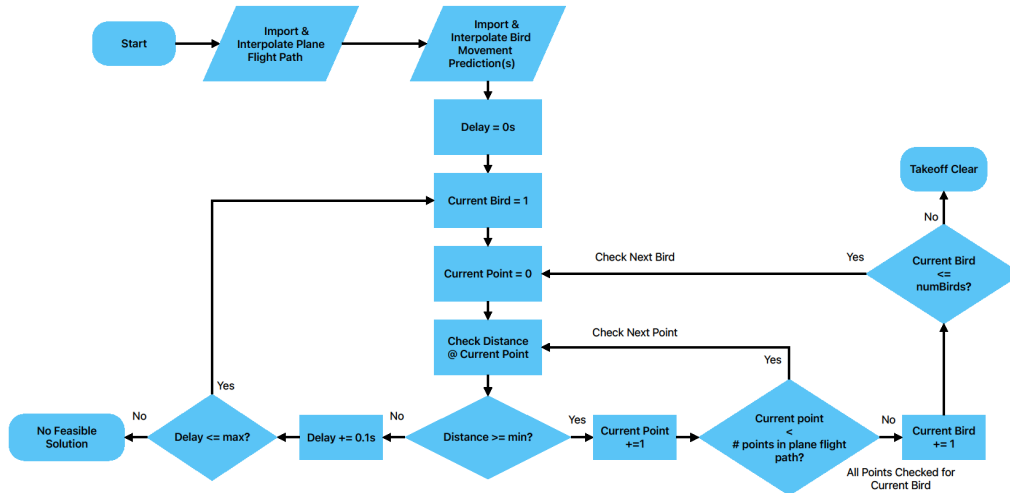 Start
Import &
Interpolate Plane
Flight Path
Import &
Interpolate Bird
Movement
Prediction(s)
Delay = 0s
Current Bird = 1
Current Point = 0
Check Distance
@ Current Point
Distance >= min?
No
Delay += 0.1s
Delay <= max?
Yes
No
No Feasible
Solution
Yes
Current Point
+=1
Current point
<
# points in plane flight
path?
Yes
Check Next Point
No
Current Bird
+= 1
All Points Checked for
Current Bird
Current Bird
<=
numBirds?
Yes
Check Next Bird
No
Takeoff Clear